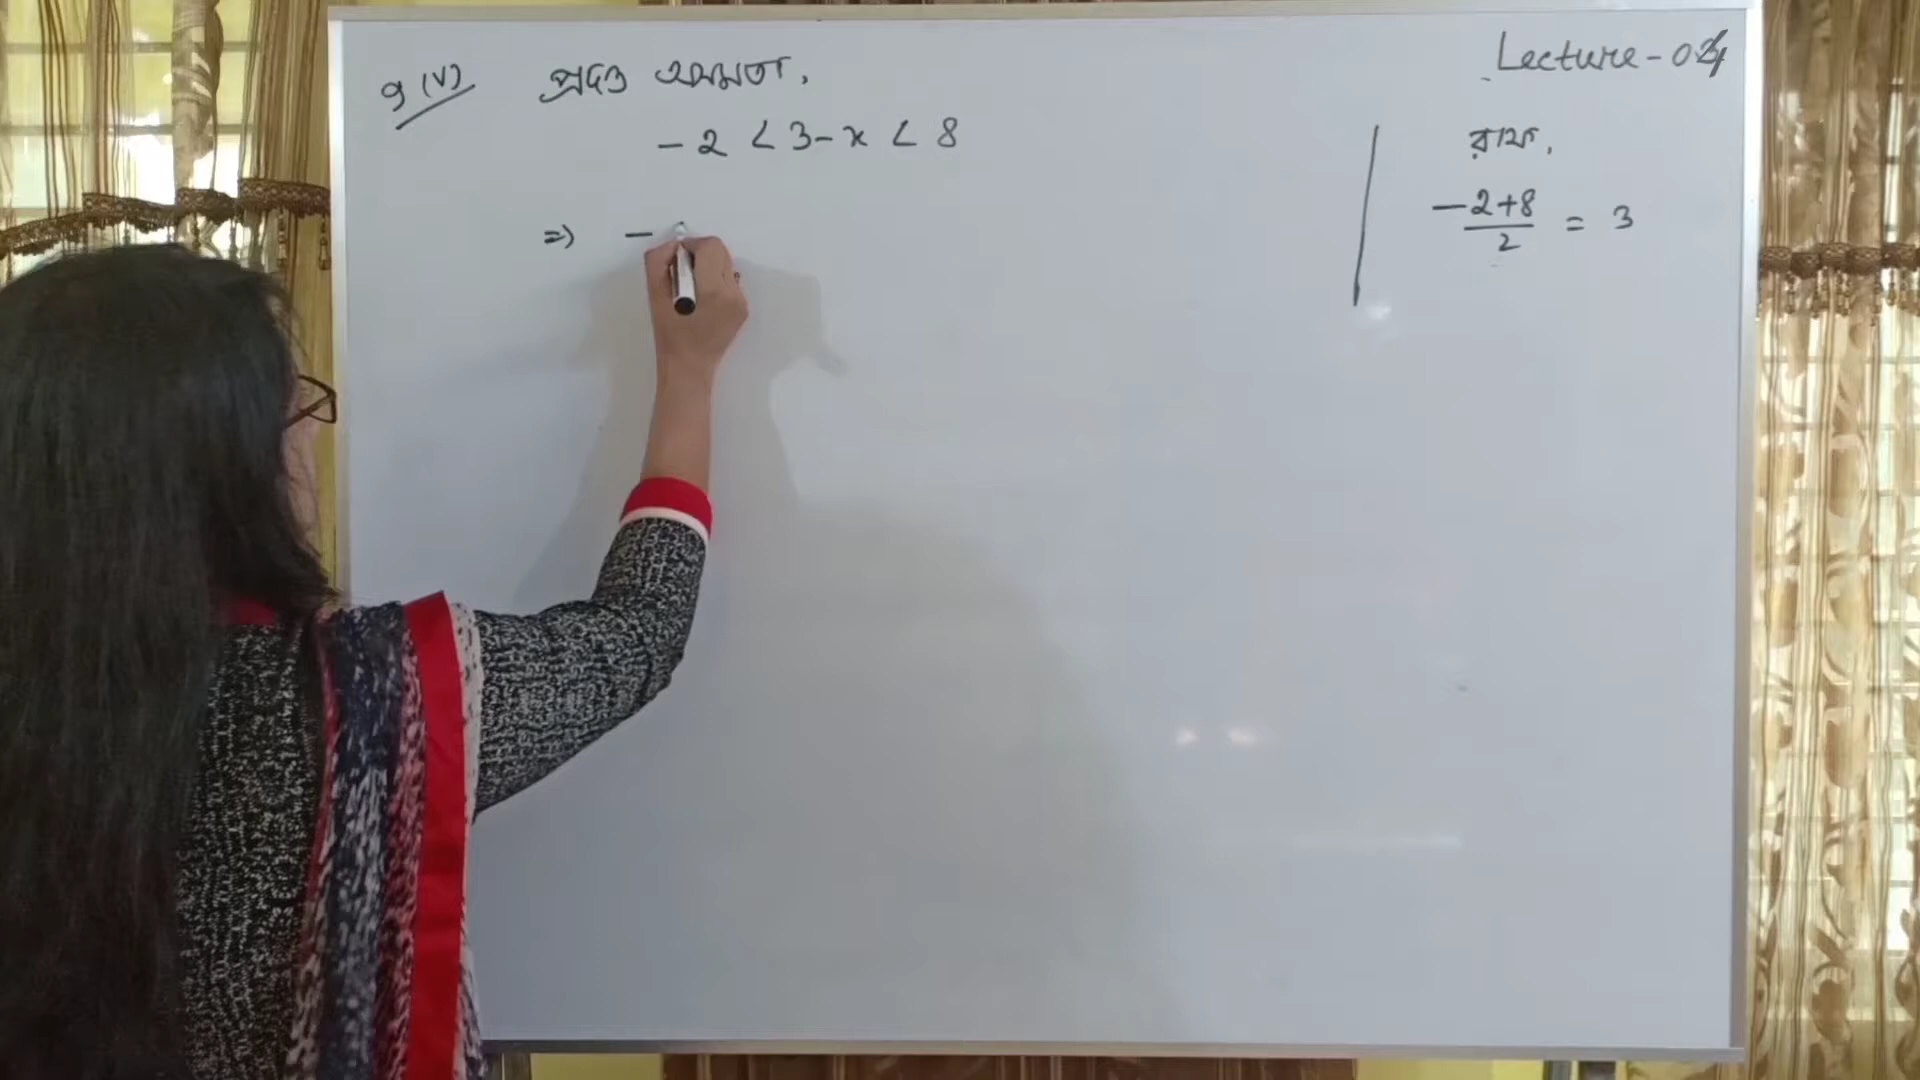 Lecture - 04
9 (v) প্রদত্ত অসমতা,
-2 < 3-x < 8
⇒ -
রাফ,
-2+8/2 = 3